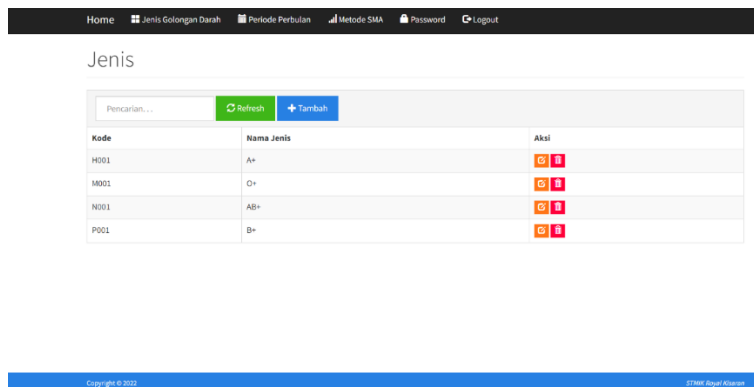 Home Jenis Golongan Darah Periode Perbulan Metode SMA Password Logout
Jenis
Pencarian... Refresh Tambah
Kode Nama Jenis Aksi
H001 A+
M001 O+
N001 AB+
P001 B+
Copyright © 2022 STMIK Royal Kisaran